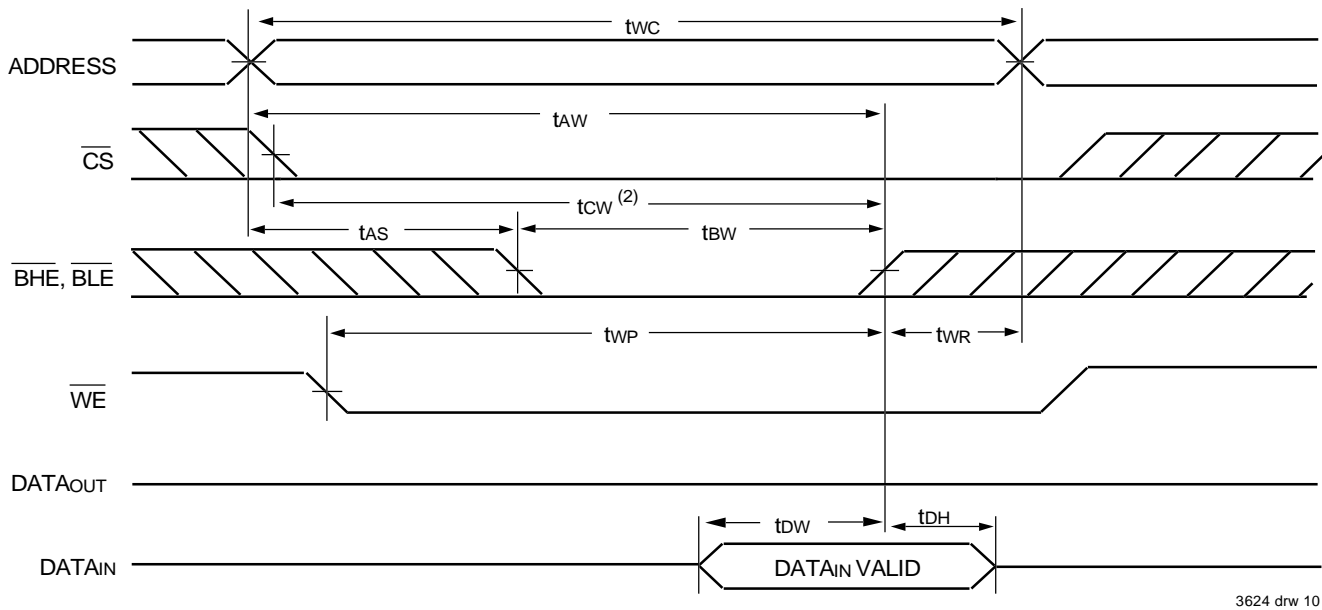 tWC
ADDRESS
tAW
CS
tCW (2)
tAS
tBW
BHE, BLE
tWP
tWR
WE
DATAOUT
tDW
tDH
DATAIN
DATAIN VALID
3624 drw 10